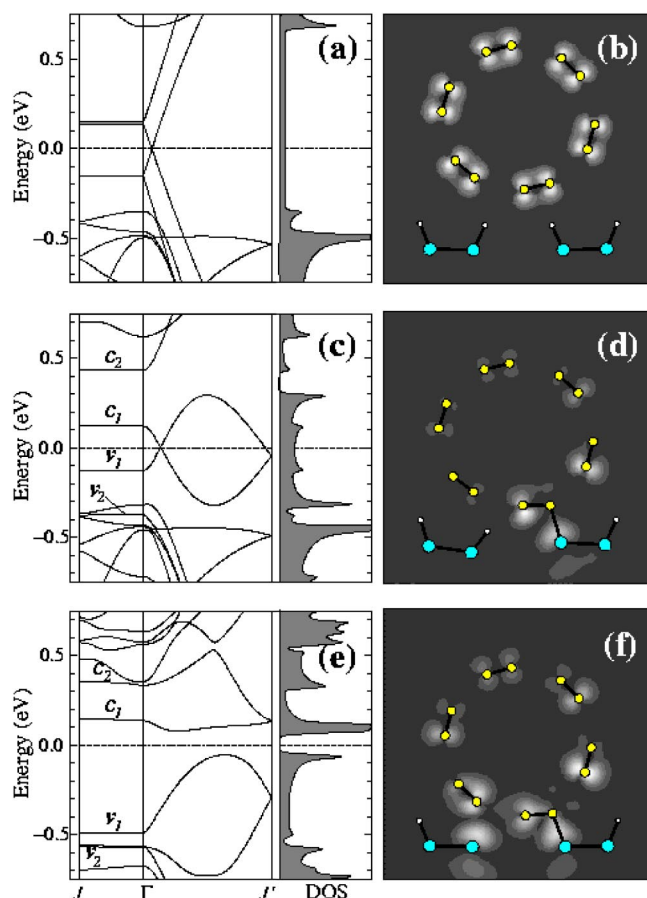 0.5
0.0
−0.5
Energy (eV)
(a)
(b)
0.5
0.0
−0.5
Energy (eV)
c2
c1
v1
v2
(c)
(d)
0.5
0.0
−0.5
Energy (eV)
c2
c1
v1
v2
(e)
(f)
J Γ J' DOS